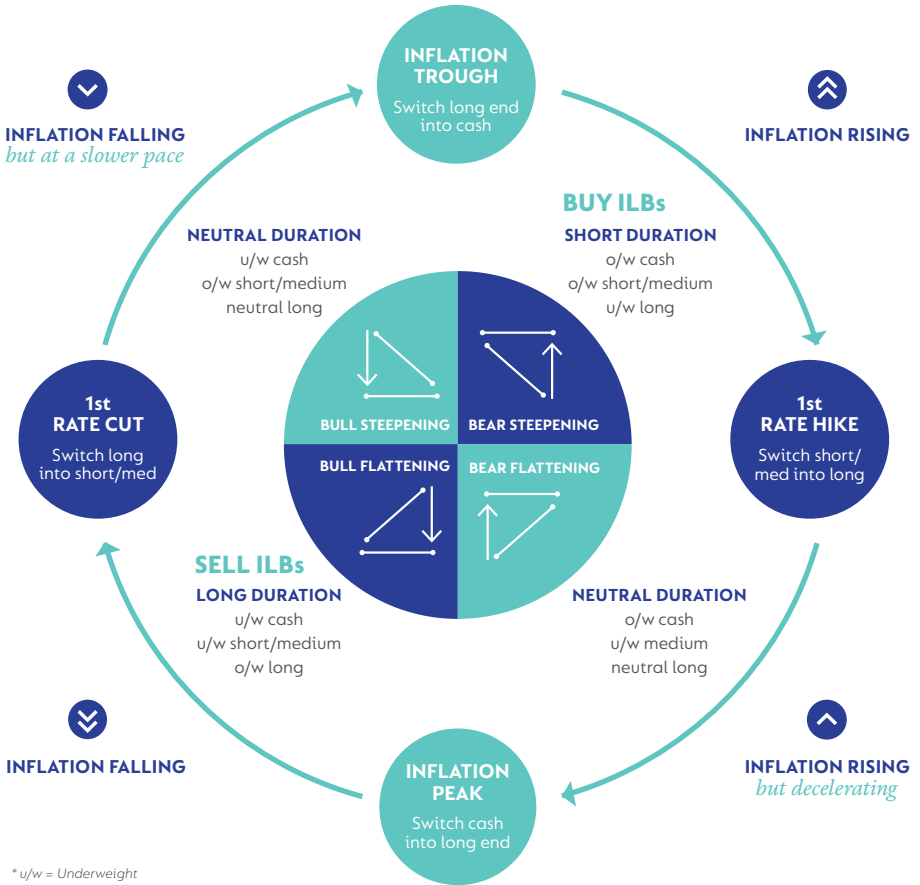 INFLATION
TROUGH
Switch long end
into cash
INFLATION FALLING
but at a slower pace
INFLATION RISING
BUY ILBs
NEUTRAL DURATION
u/w cash
o/w short/medium
neutral long
SHORT DURATION
o/w cash
o/w short/medium
u/w long
1st
RATE CUT
Switch long
into short/med
BULL STEEPENING
BEAR STEEPENING
BULL FLATTENING
BEAR FLATTENING
1st
RATE HIKE
Switch short/
med into long
SELL ILBs
LONG DURATION
u/w cash
u/w short/medium
o/w long
NEUTRAL DURATION
o/w cash
u/w medium
neutral long
INFLATION FALLING
INFLATION
PEAK
Switch cash
into long end
INFLATION RISING
but decelerating
* u/w = Underweight